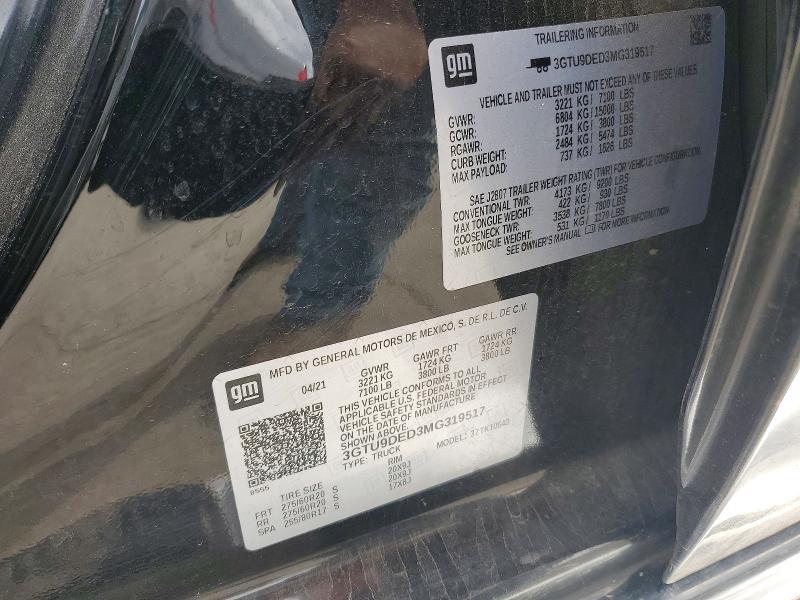 gm
TRAILERING INFORMATION
3GTU9DED3MG319517
VEHICLE AND TRAILER MUST NOT EXCEED ANY OF THESE VALUES
GVWR: 3221 KG / 7100 LBS
GCWR: 6804 KG / 15000 LBS
RGAWR: 1724 KG / 3800 LBS
CURB WEIGHT: 2484 KG / 5474 LBS
MAX PAYLOAD: 737 KG / 1626 LBS
SAE J2807 TRAILER WEIGHT RATING (TWR) FOR VEHICLE CONFIGURATION
CONVENTIONAL TWR: 4173 KG / 9200 LBS
MAX TONGUE WEIGHT: 422 KG / 930 LBS
GOOSENECK TWR: 3538 KG / 7800 LBS
MAX TONGUE WEIGHT: 531 KG / 1170 LBS
SEE OWNER'S MANUAL FOR MORE INFORMATION
gm
MFD BY GENERAL MOTORS DE MEXICO, S. DE R.L. DE C.V.
04/21 GVWR GAWR FRT GAWR RR
3221 KG 1724 KG 1724 KG
7100 LB 3800 LB 3800 LB
THIS VEHICLE CONFORMS TO ALL
APPLICABLE U.S. FEDERAL MOTOR
VEHICLE SAFETY STANDARDS IN EFFECT
ON THE DATE OF MANUFACTURE
SHOWN ABOVE.
3GTU9DED3MG319517
TYPE: TRUCK MODEL: 37TK10543
8555
TIRE SIZE RIM
FRT 275/60R20 S 20X9J
RR 275/60R20 S 20X9J
SPA 255/80R17 S 17X8J